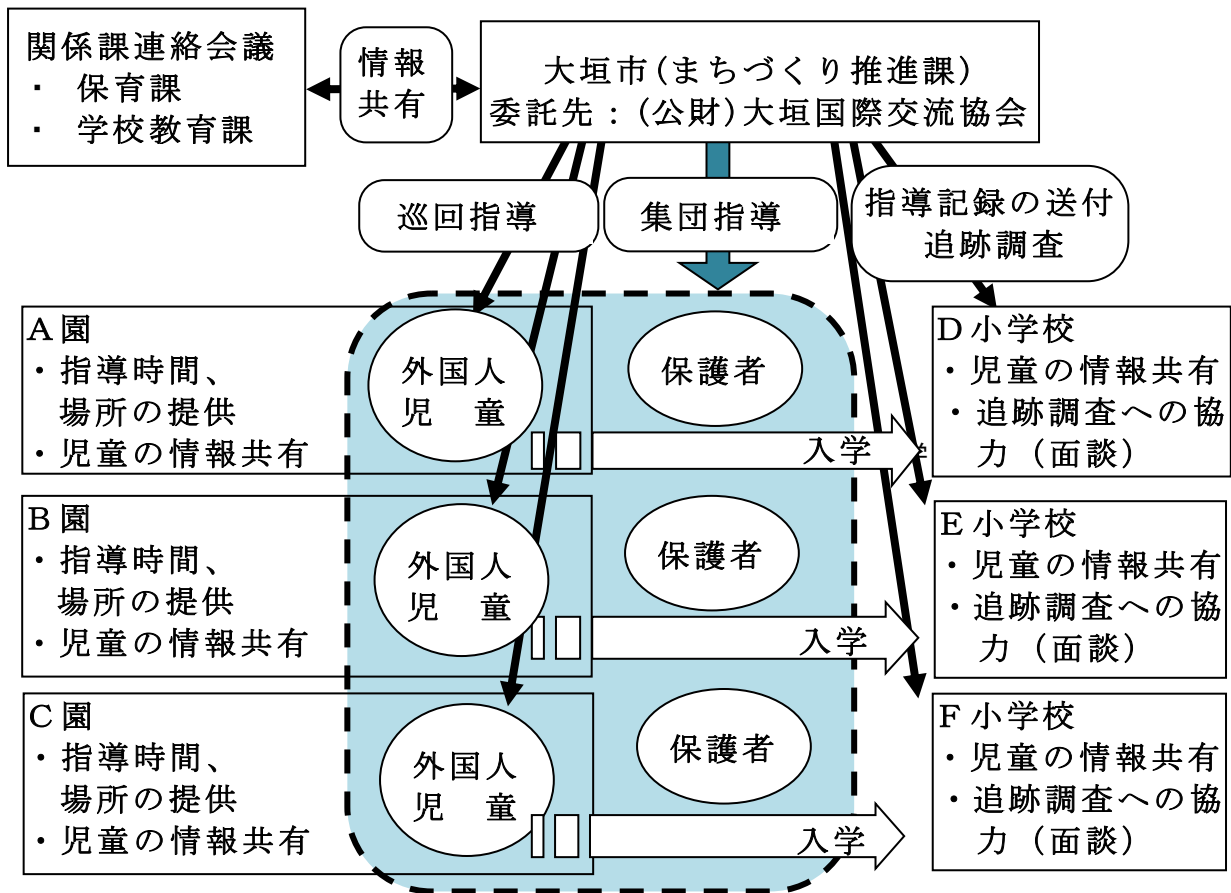 関係課連絡会議
・ 保育課
・ 学校教育課
情報
共有
大垣市(まちづくり推進課)
委託先：(公財)大垣国際交流協会
巡回指導
集団指導
指導記録の送付
追跡調査
A園
・指導時間、
場所の提供
・児童の情報共有
外国人
児 童
保護者
入学
D小学校
・児童の情報共有
・追跡調査への協
力（面談）
B園
・指導時間、
場所の提供
・児童の情報共有
外国人
児 童
保護者
入学
E小学校
・児童の情報共有
・追跡調査への協
力（面談）
C園
・指導時間、
場所の提供
・児童の情報共有
外国人
児 童
保護者
入学
F小学校
・児童の情報共有
・追跡調査への協
力（面談）